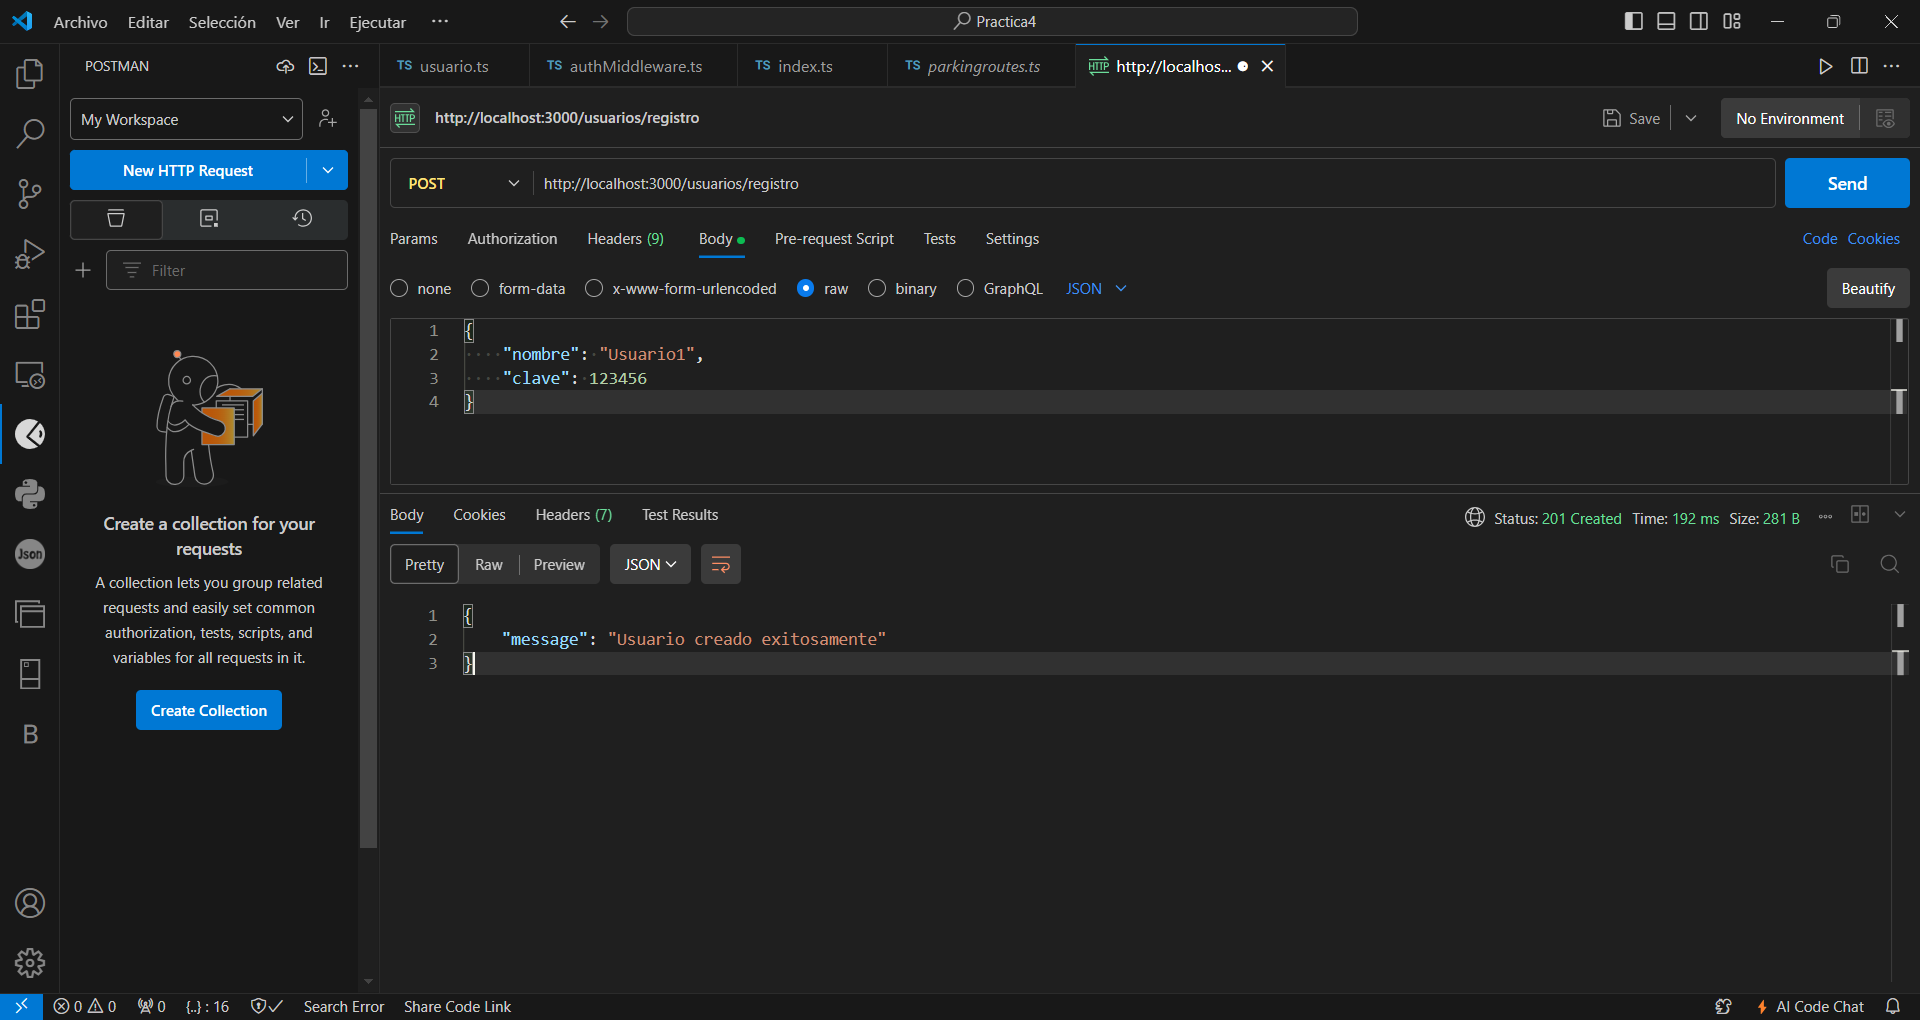 Archivo Editar Selección Ver Ir Ejecutar ··· Practica4
POSTMAN
TS usuario.ts TS authMiddleware.ts TS index.ts TS parkingroutes.ts HTTP http://localhos...
My Workspace
HTTP http://localhost:3000/usuarios/registro Save No Environment
New HTTP Request
POST http://localhost:3000/usuarios/registro Send
Params Authorization Headers (9) Body Pre-request Script Tests Settings Code Cookies
Filter
none form-data x-www-form-urlencoded raw binary GraphQL JSON Beautify
1 {
2 ····"nombre":·"Usuario1",
3 ····"clave":·123456
4 }
Create a collection for your
requests
A collection lets you group related
requests and easily set common
authorization, tests, scripts, and
variables for all requests in it.
Create Collection
Json
B
Body Cookies Headers (7) Test Results Status: 201 Created Time: 192 ms Size: 281 B
Pretty Raw Preview JSON
1 {
2 "message": "Usuario creado exitosamente"
3 }
0 0 0 {..} : 16 Search Error Share Code Link AI Code Chat